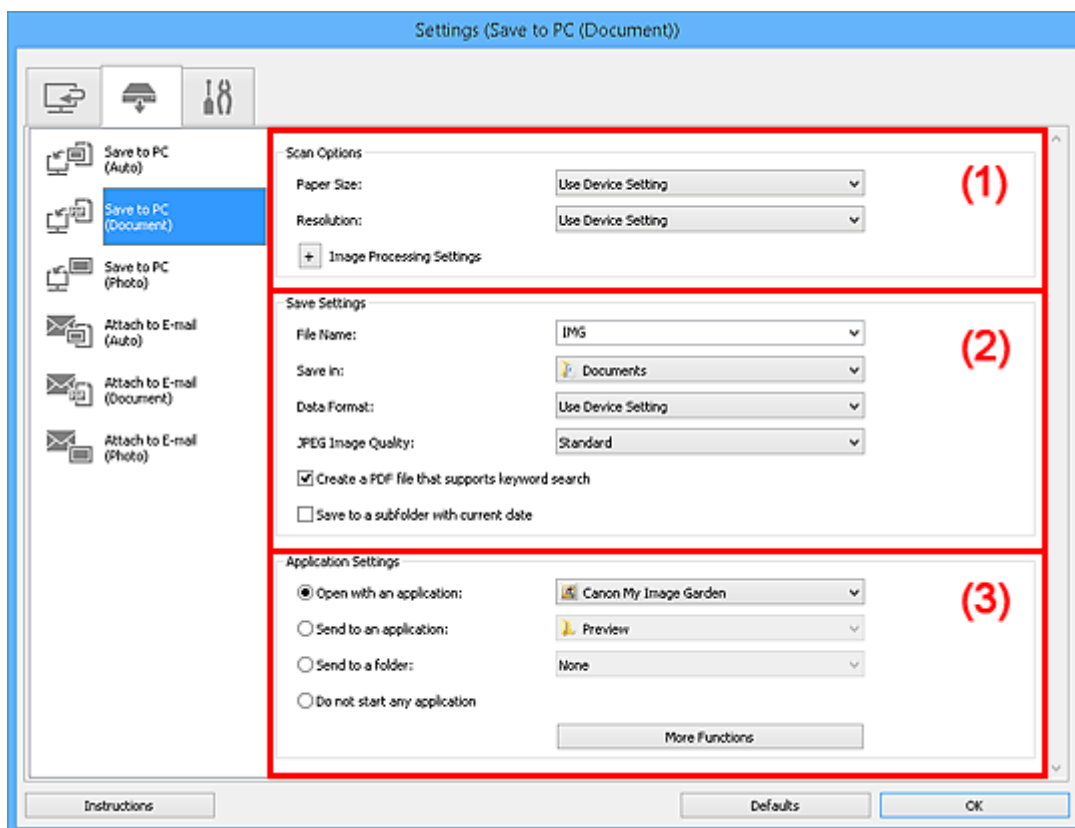 Settings (Save to PC (Document))
Save to PC
(Auto)
Save to PC
(Document)
Save to PC
(Photo)
Attach to E-mail
(Auto)
Attach to E-mail
(Document)
Attach to E-mail
(Photo)
Scan Options
(1)
Paper Size: Use Device Setting
Resolution: Use Device Setting
+ Image Processing Settings
Save Settings
(2)
File Name: IMG
Save in: Documents
Data Format: Use Device Setting
JPEG Image Quality: Standard
Create a PDF file that supports keyword search
Save to a subfolder with current date
Application Settings
(3)
Open with an application: Canon My Image Garden
Send to an application: Preview
Send to a folder: None
Do not start any application
More Functions
Instructions Defaults OK